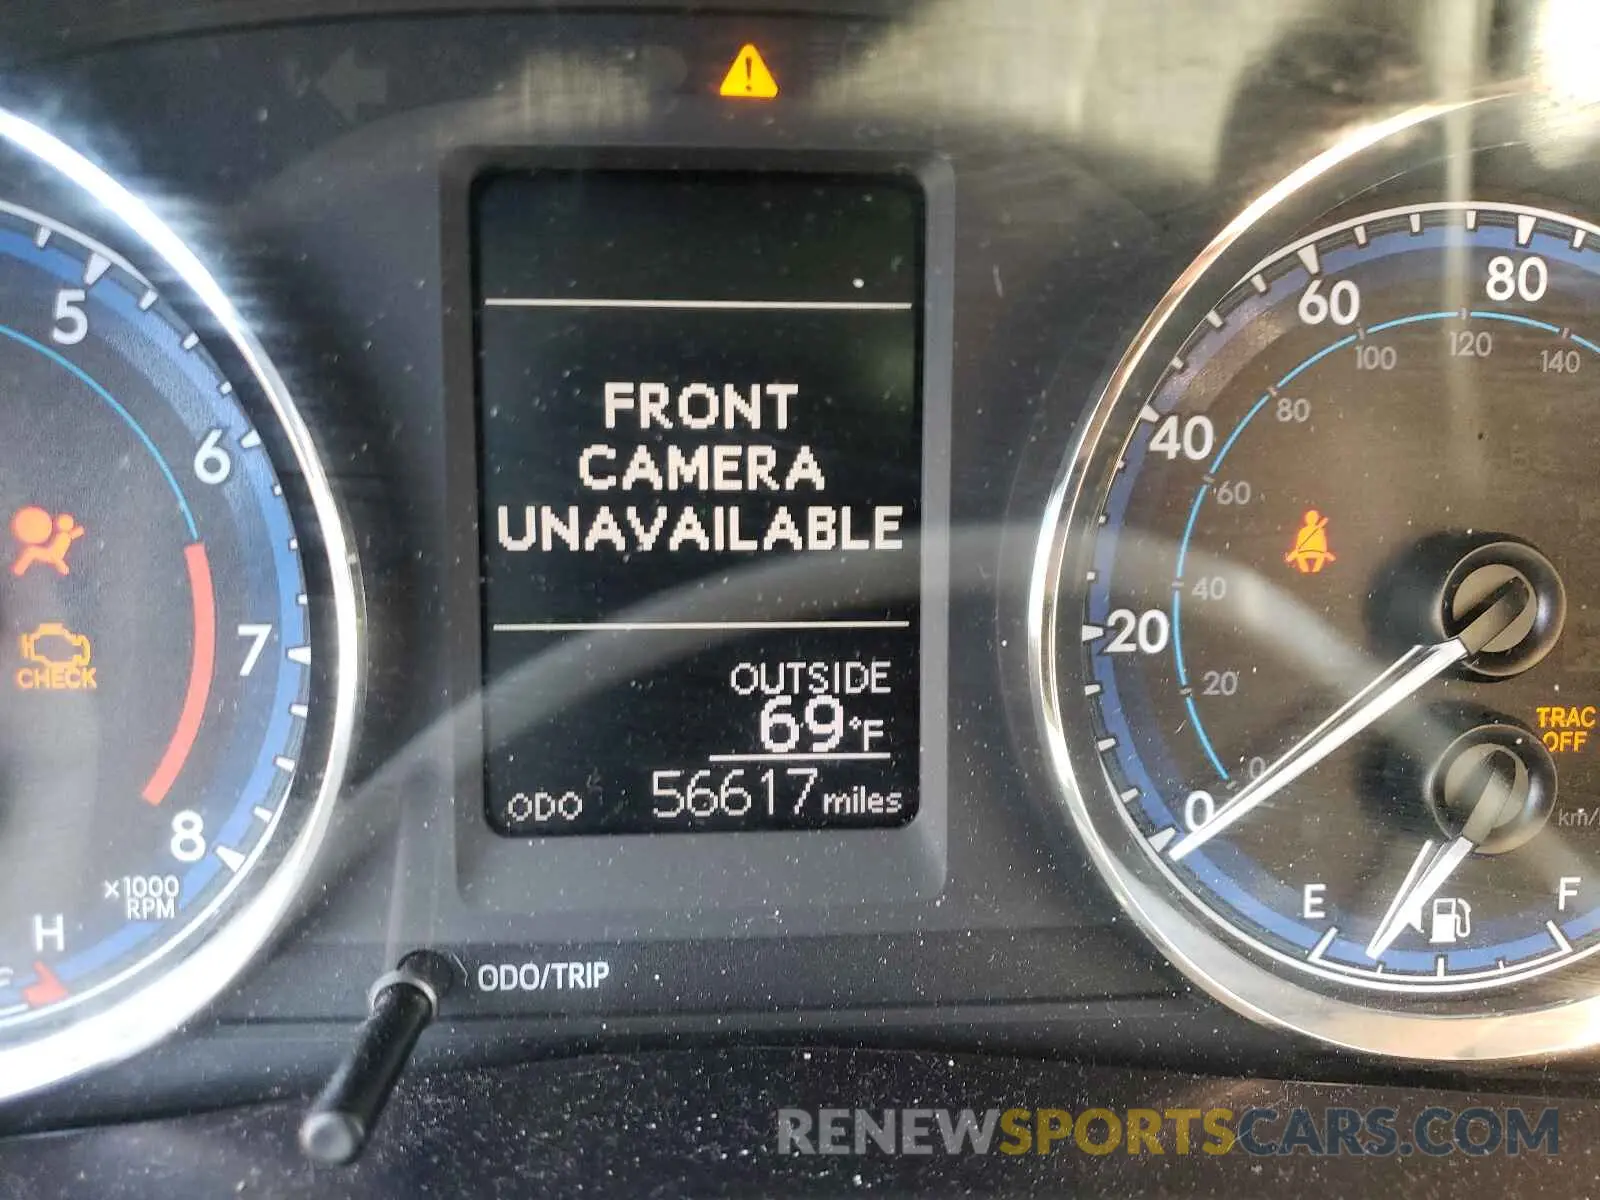 5
6
7
8
×1000
RPM
CHECK
H
FRONT
CAMERA
UNAVAILABLE
OUTSIDE
69°F
ODO 56617 miles
ODO/TRIP
0
20
40
60
80
0
20
40
60
80
100
120
140
TRAC
OFF
E
F
RENEWSPORTSCARS.COM